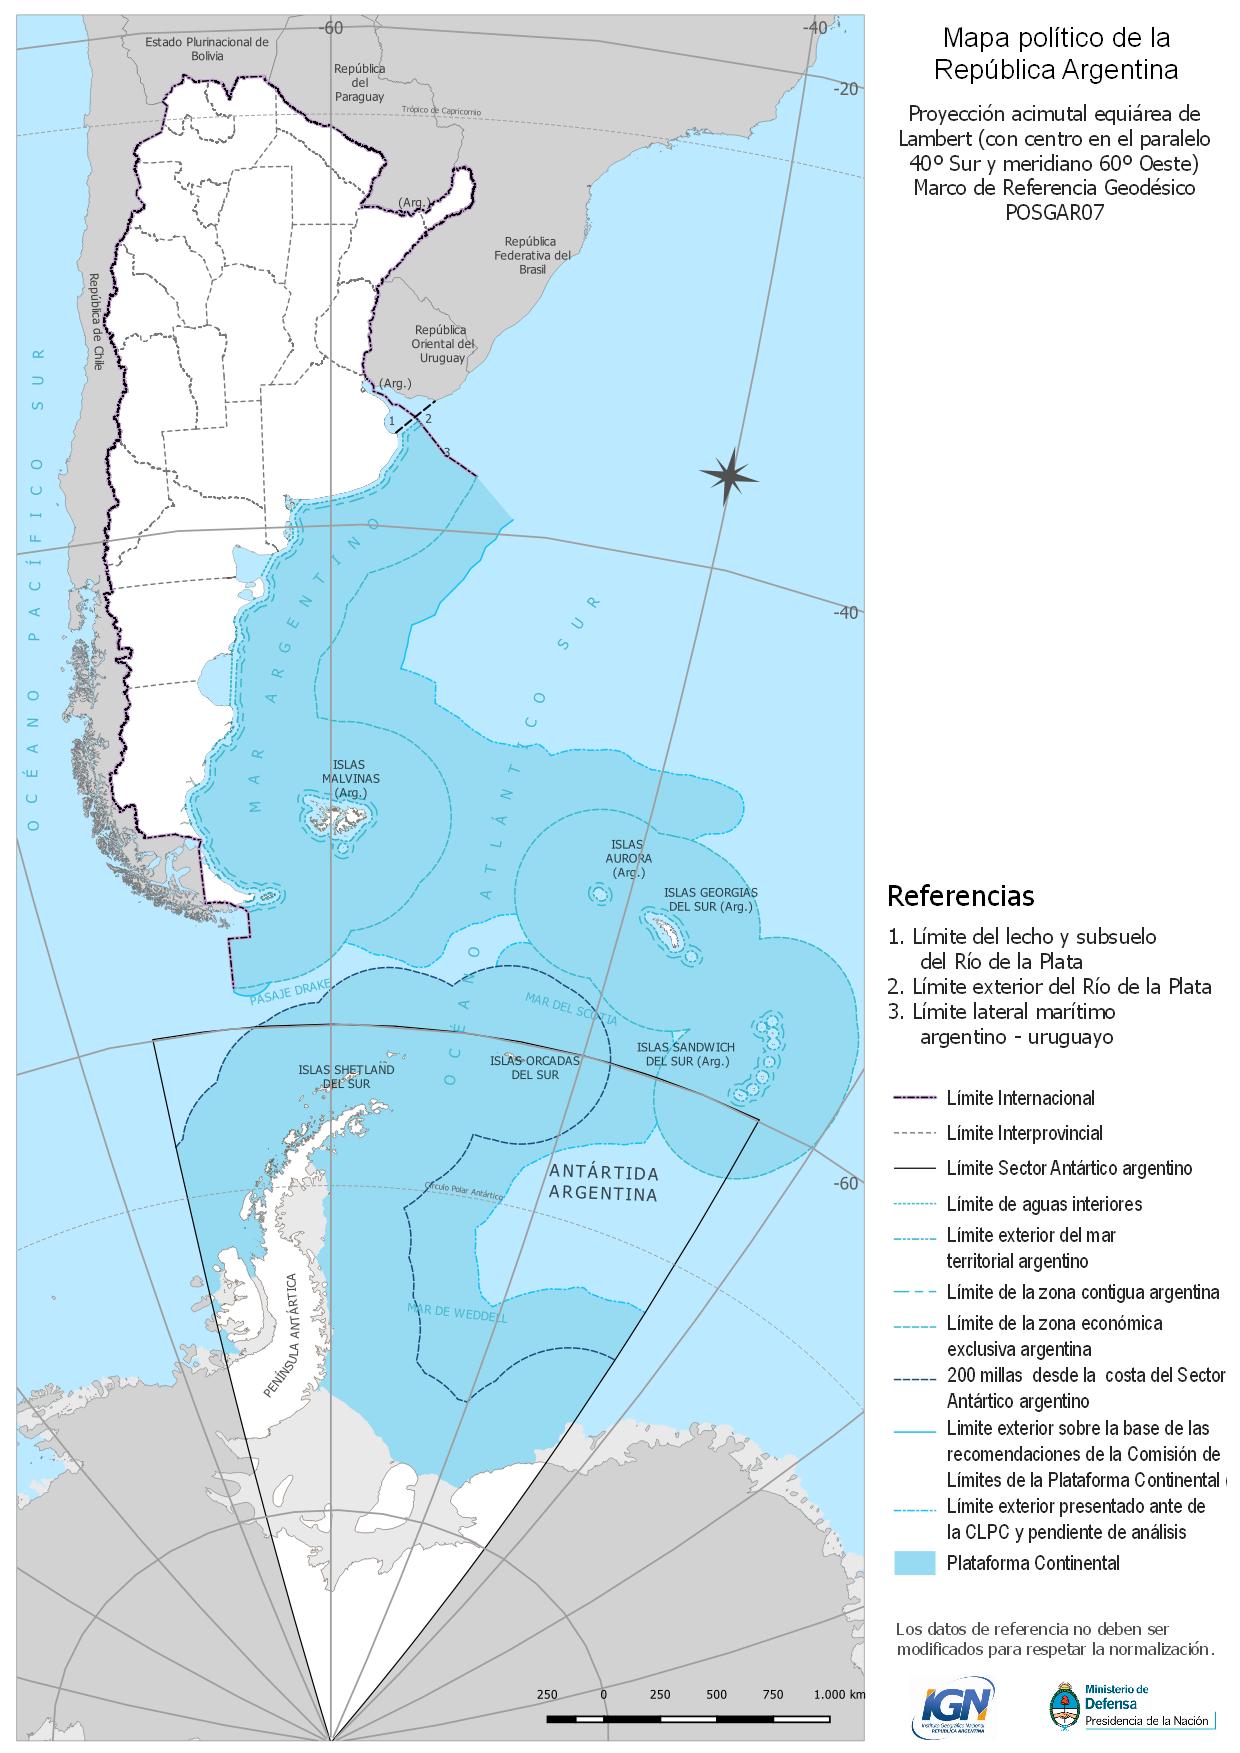 Mapa político de la
República Argentina
Proyección acimutal equiárea de
Lambert (con centro en el paralelo
40º Sur y meridiano 60º Oeste)
Marco de Referencia Geodésico
POSGAR07
-60
-40
-20
Estado Plurinacional de
Bolivia
República
del
Paraguay
Trópico de Capricornio
(Arg.)
República
Federativa del
Brasil
República de Chile
República
Oriental del
Uruguay
(Arg.)
1
2
3
OCÉANO PACÍFICO SUR
MAR ARGENTINO
OCÉANO ATLÁNTICO SUR
-40
ISLAS
MALVINAS
(Arg.)
ISLAS
AURORA
(Arg.)
ISLAS GEORGIAS
DEL SUR (Arg.)
PASAJE DRAKE
MAR DEL SCOTIA
ISLAS SANDWICH
DEL SUR (Arg.)
ISLAS SHETLAND
DEL SUR
ISLAS ORCADAS
DEL SUR
ANTÁRTIDA
ARGENTINA
Círculo Polar Antártico
-60
PENÍNSULA ANTÁRTICA
MAR DE WEDDELL
250 0 250 500 750 1.000 km
Referencias
1. Límite del lecho y subsuelo
del Río de la Plata
2. Límite exterior del Río de la Plata
3. Límite lateral marítimo
argentino - uruguayo
Límite Internacional
Límite Interprovincial
Límite Sector Antártico argentino
Límite de aguas interiores
Límite exterior del mar
territorial argentino
Límite de la zona contigua argentina
Límite de la zona económica
exclusiva argentina
200 millas desde la costa del Sector
Antártico argentino
Limite exterior sobre la base de las
recomendaciones de la Comisión de
Límites de la Plataforma Continental
Límite exterior presentado ante de
la CLPC y pendiente de análisis
Plataforma Continental
Los datos de referencia no deben ser
modificados para respetar la normalización.
IGN
Instituto Geográfico Nacional
REPÚBLICA ARGENTINA
Ministerio de
Defensa
Presidencia de la Nación